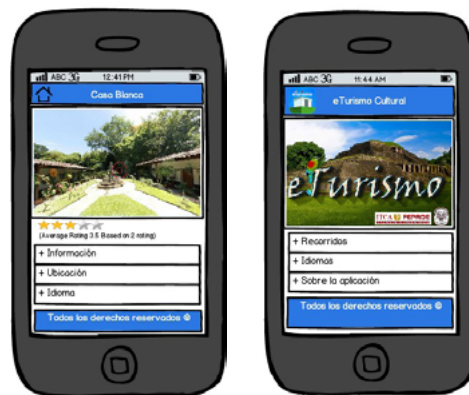 ABC 3G 12:41 PM
Casa Blanca
(Average Rating 3.5 Based on 2 rating)
+ Información
+ Ubicación
+ Idioma
Todos los derechos reservados ©
ABC 3G 11:44 AM
eTurismo Cultural
eTurismo
ITCA FEPADE
+ Recorridos
+ Idiomas
+ Sobre la aplicación
Todos los derechos reservados ©